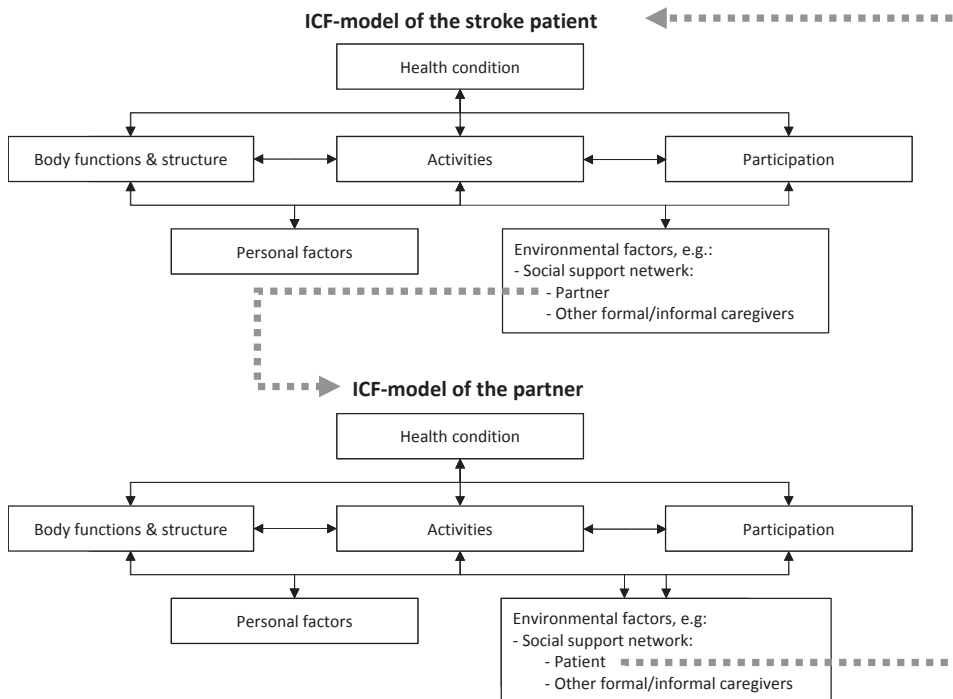 ICF-model of the stroke patient
Health condition
Body functions & structure
Activities
Participation
Personal factors
Environmental factors, e.g.:
- Social support netwerk:
- Partner
- Other formal/informal caregivers
ICF-model of the partner
Health condition
Body functions & structure
Activities
Participation
Personal factors
Environmental factors, e.g:
- Social support network:
- Patient
- Other formal/informal caregivers